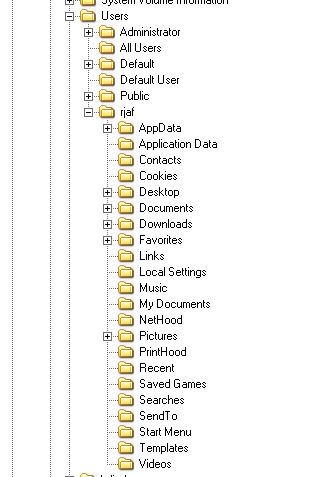 System Volume Information
Users
Administrator
All Users
Default
Default User
Public
rjaf
AppData
Application Data
Contacts
Cookies
Desktop
Documents
Downloads
Favorites
Links
Local Settings
Music
My Documents
NetHood
Pictures
PrintHood
Recent
Saved Games
Searches
SendTo
Start Menu
Templates
Videos